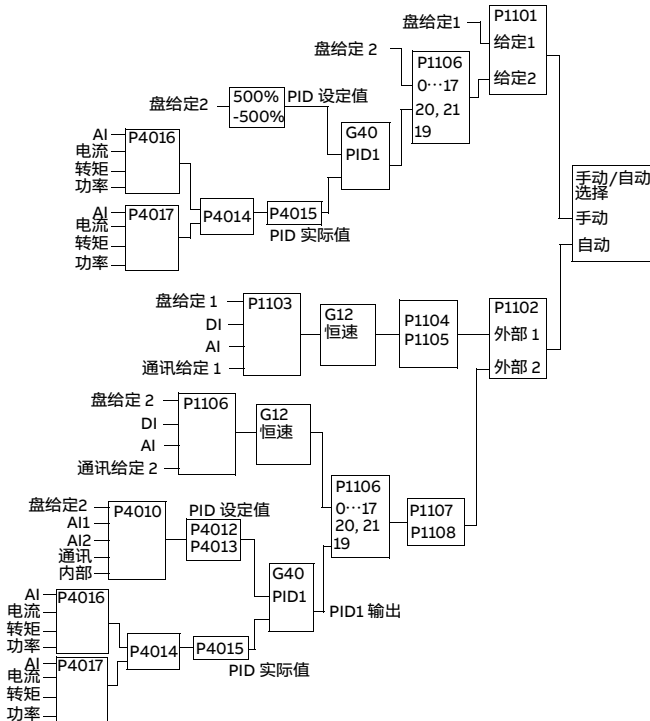 盘给定1
P1101
给定1
给定2
盘给定 2
P1106
0…17
20, 21
19
盘给定2
500%
-500%
PID 设定值
G40
PID1
AI
电流
转矩
功率
P4016
AI
电流
转矩
功率
P4017
P4014
P4015
PID 实际值
手动/自动
选择
手动
自动
盘给定 1
DI
AI
通讯给定 1
P1103
G12
恒速
P1104
P1105
P1102
外部 1
外部 2
盘给定 2
DI
AI
通讯给定 2
P1106
G12
恒速
P1106
0…17
20, 21
19
P1107
P1108
盘给定2
AI1
AI2
通讯
内部
P4010
PID 设定值
P4012
P4013
G40
PID1
PID1 输出
AI
电流
转矩
功率
P4016
AI
电流
转矩
功率
P4017
P4014
P4015
PID 实际值